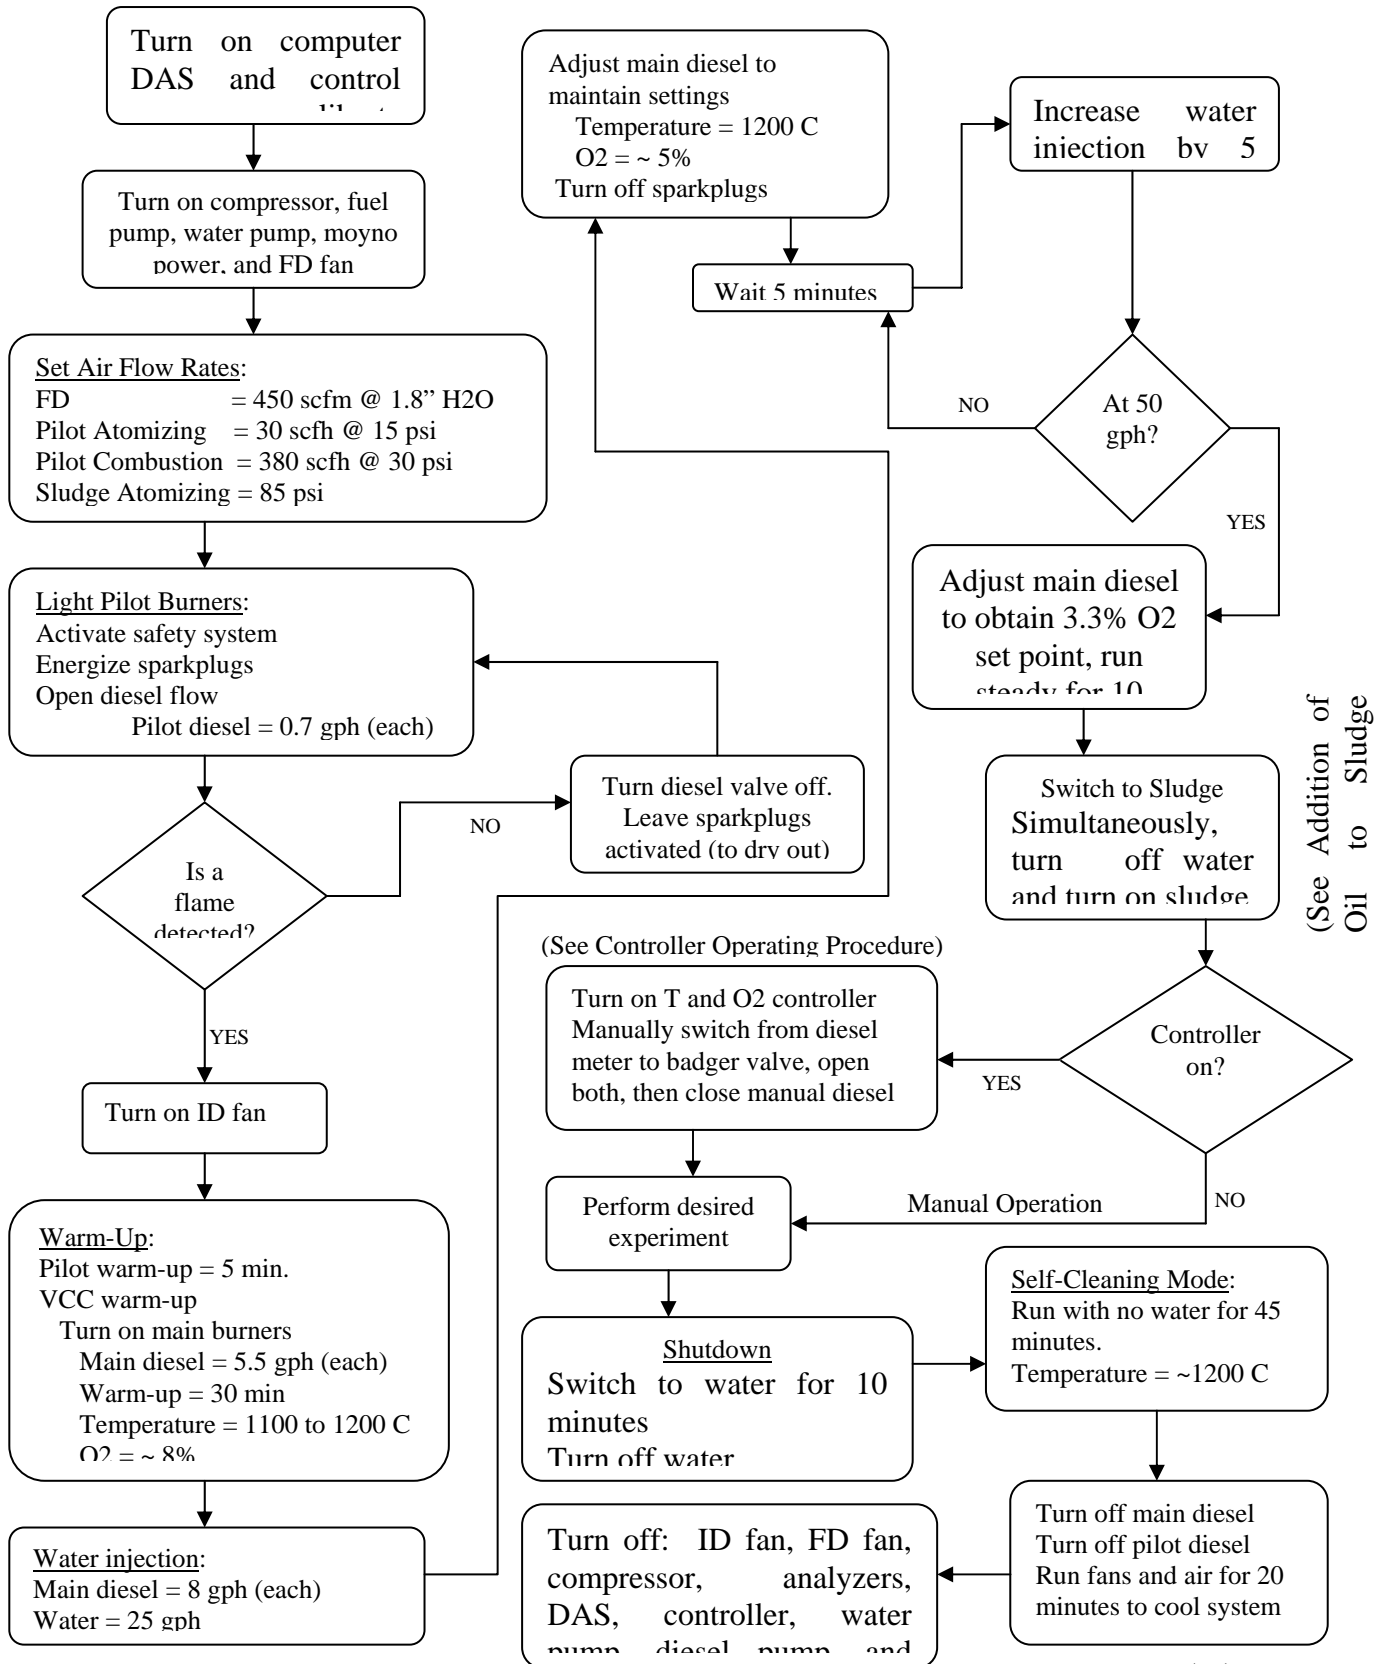 Turn on computer
DAS and control
Turn on compressor, fuel
pump, water pump, moyno
power, and FD fan
Set Air Flow Rates:
FD = 450 scfm @ 1.8” H2O
Pilot Atomizing = 30 scfh @ 15 psi
Pilot Combustion = 380 scfh @ 30 psi
Sludge Atomizing = 85 psi
Light Pilot Burners:
Activate safety system
Energize sparkplugs
Open diesel flow
Pilot diesel = 0.7 gph (each)
Is a
flame
detected?
NO
Turn diesel valve off.
Leave sparkplugs
activated (to dry out)
YES
Turn on ID fan
Warm-Up:
Pilot warm-up = 5 min.
VCC warm-up
Turn on main burners
Main diesel = 5.5 gph (each)
Warm-up = 30 min
Temperature = 1100 to 1200 C
O2 = ~ 8%
Water injection:
Main diesel = 8 gph (each)
Water = 25 gph
Adjust main diesel to
maintain settings
Temperature = 1200 C
O2 = ~ 5%
Turn off sparkplugs
Wait 5 minutes
Increase water
injection by 5
At 50
gph?
NO
YES
Adjust main diesel
to obtain 3.3% O2
set point, run
steady for 10
Switch to Sludge
Simultaneously,
turn off water
and turn on sludge
(See Addition of
Oil to Sludge
Controller
on?
YES
NO
(See Controller Operating Procedure)
Turn on T and O2 controller
Manually switch from diesel
meter to badger valve, open
both, then close manual diesel
Manual Operation
Perform desired
experiment
Shutdown
Switch to water for 10
minutes
Turn off water
Self-Cleaning Mode:
Run with no water for 45
minutes.
Temperature = ~1200 C
Turn off main diesel
Turn off pilot diesel
Run fans and air for 20
minutes to cool system
Turn off: ID fan, FD fan,
compressor, analyzers,
DAS, controller, water
pump, diesel pump, and